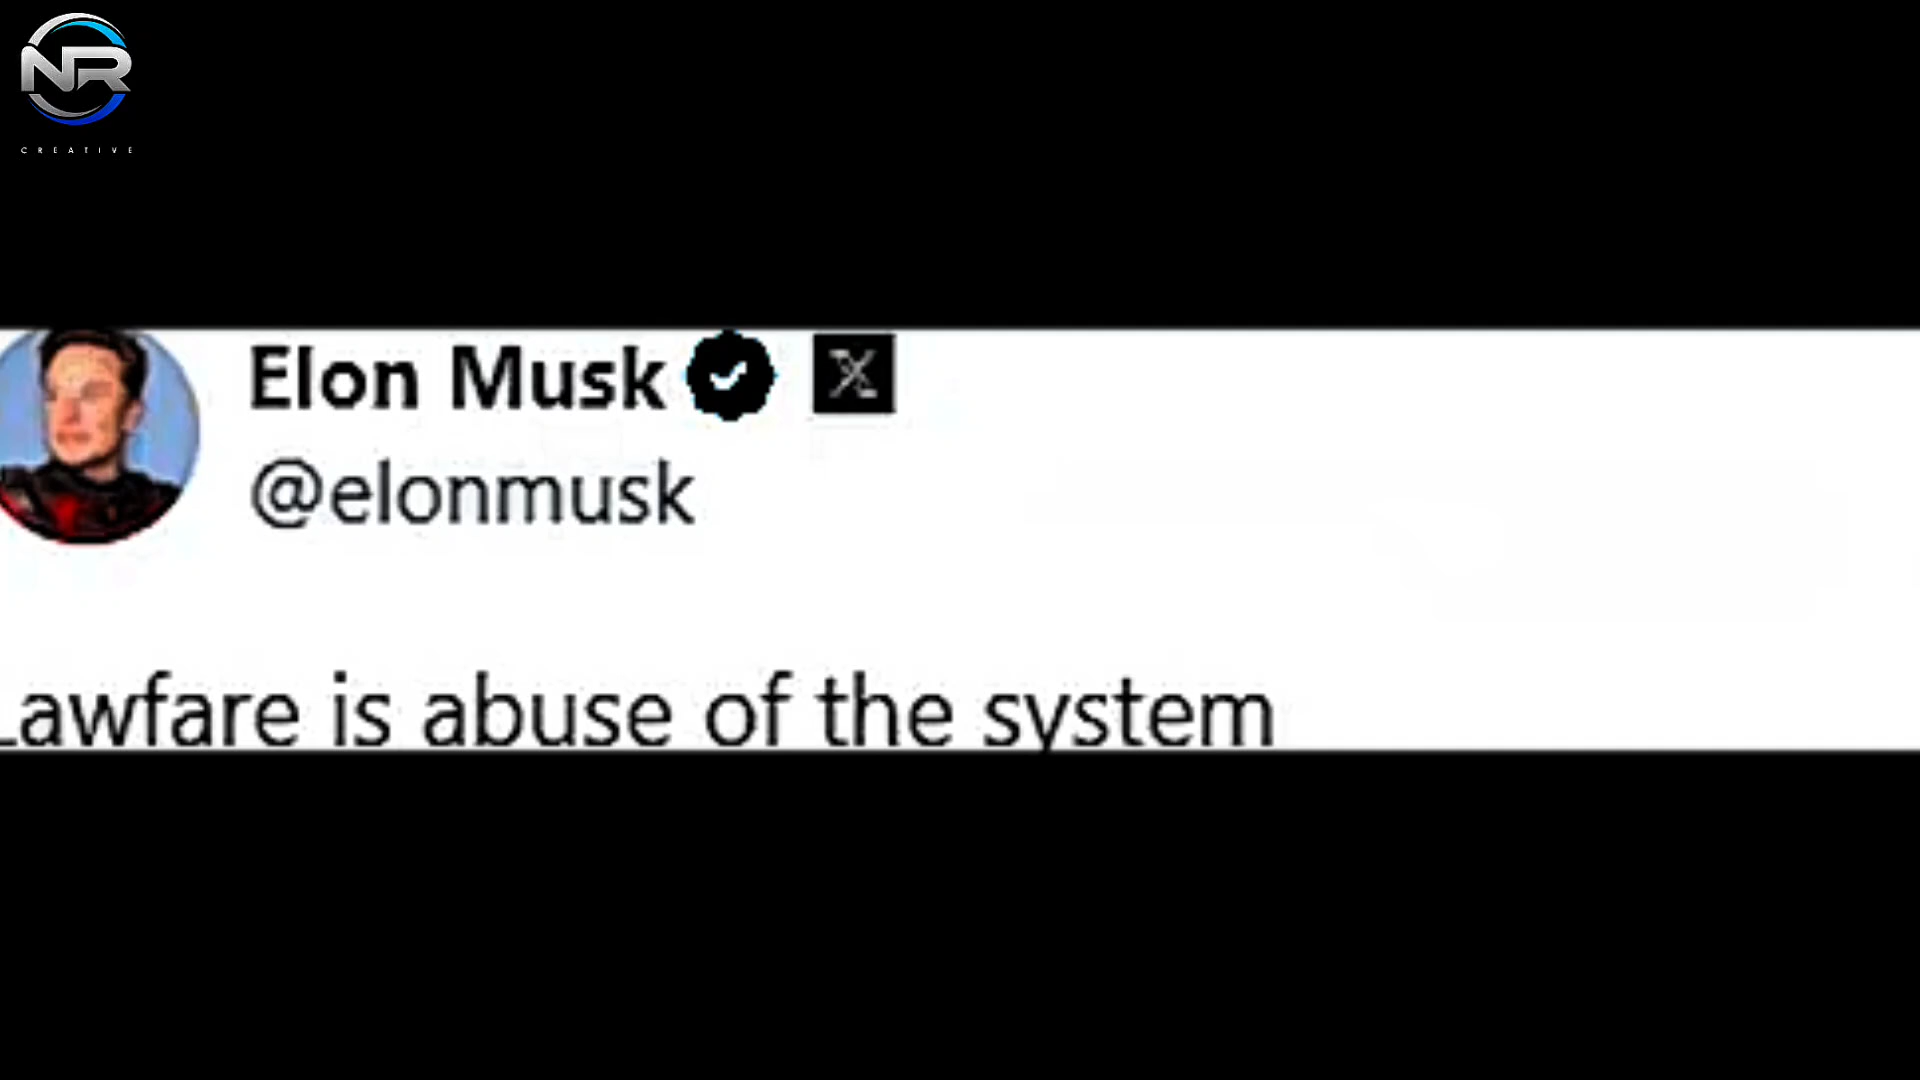 NR
CREATIVE
Elon Musk
@elonmusk
Lawfare is abuse of the system